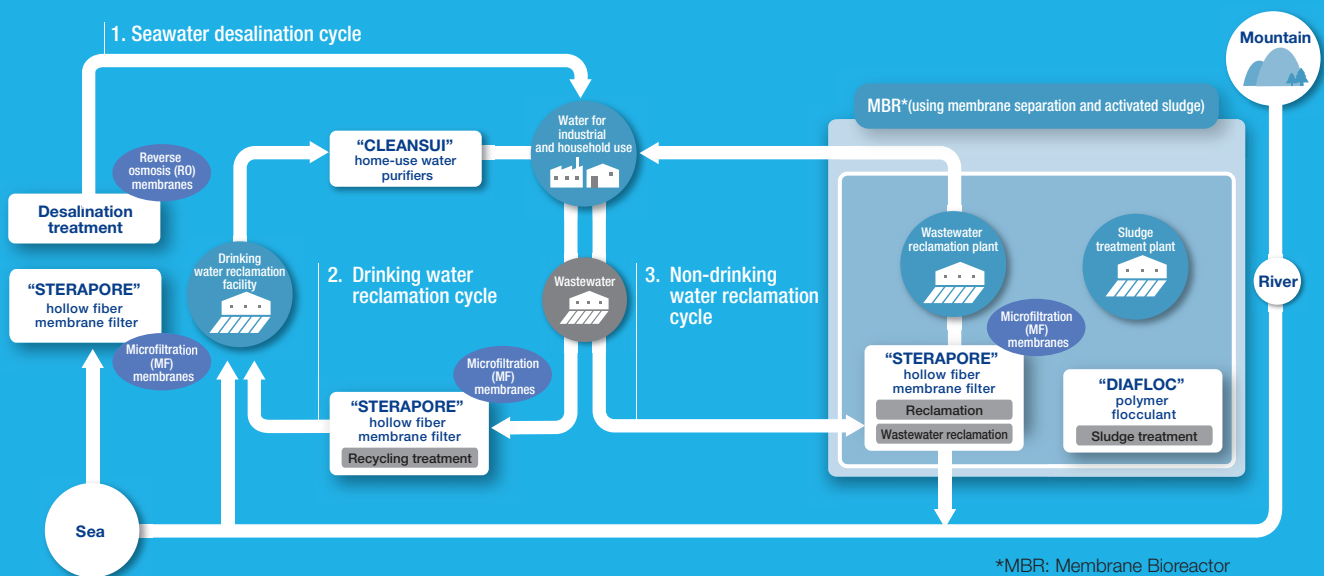 1. Seawater desalination cycle
Mountain
MBR*(using membrane separation and activated sludge)
Water for
industrial
and household use
"CLEANSUI"
home-use water
purifiers
Reverse
osmosis (RO)
membranes
Desalination
treatment
Drinking
water reclamation
facility
"STERAPORE"
hollow fiber
membrane filter
Microfiltration
(MF)
membranes
2. Drinking water
reclamation cycle
Wastewater
3. Non-drinking
water reclamation
cycle
Wastewater
reclamation plant
Sludge
treatment plant
River
Microfiltration
(MF)
membranes
Microfiltration
(MF)
membranes
"STERAPORE"
hollow fiber
membrane filter
Recycling treatment
"STERAPORE"
hollow fiber
membrane filter
Reclamation
Wastewater reclamation
"DIAFLOC"
polymer
flocculant
Sludge treatment
Sea
*MBR: Membrane Bioreactor